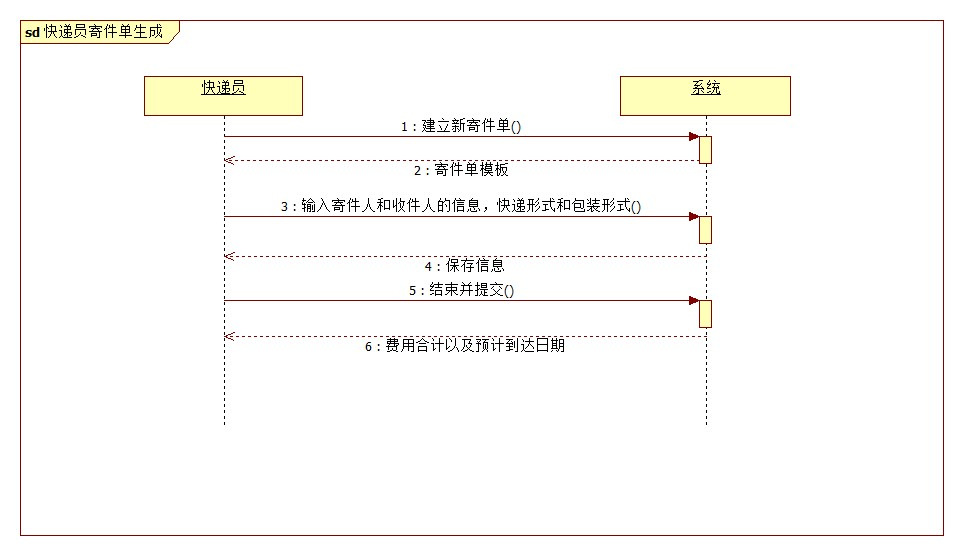 sd 快递员寄件单生成
快递员
系统
1 : 建立新寄件单()
2 : 寄件单模板
3 : 输入寄件人和收件人的信息，快递形式和包装形式()
4 : 保存信息
5 : 结束并提交()
6 : 费用合计以及预计到达日期